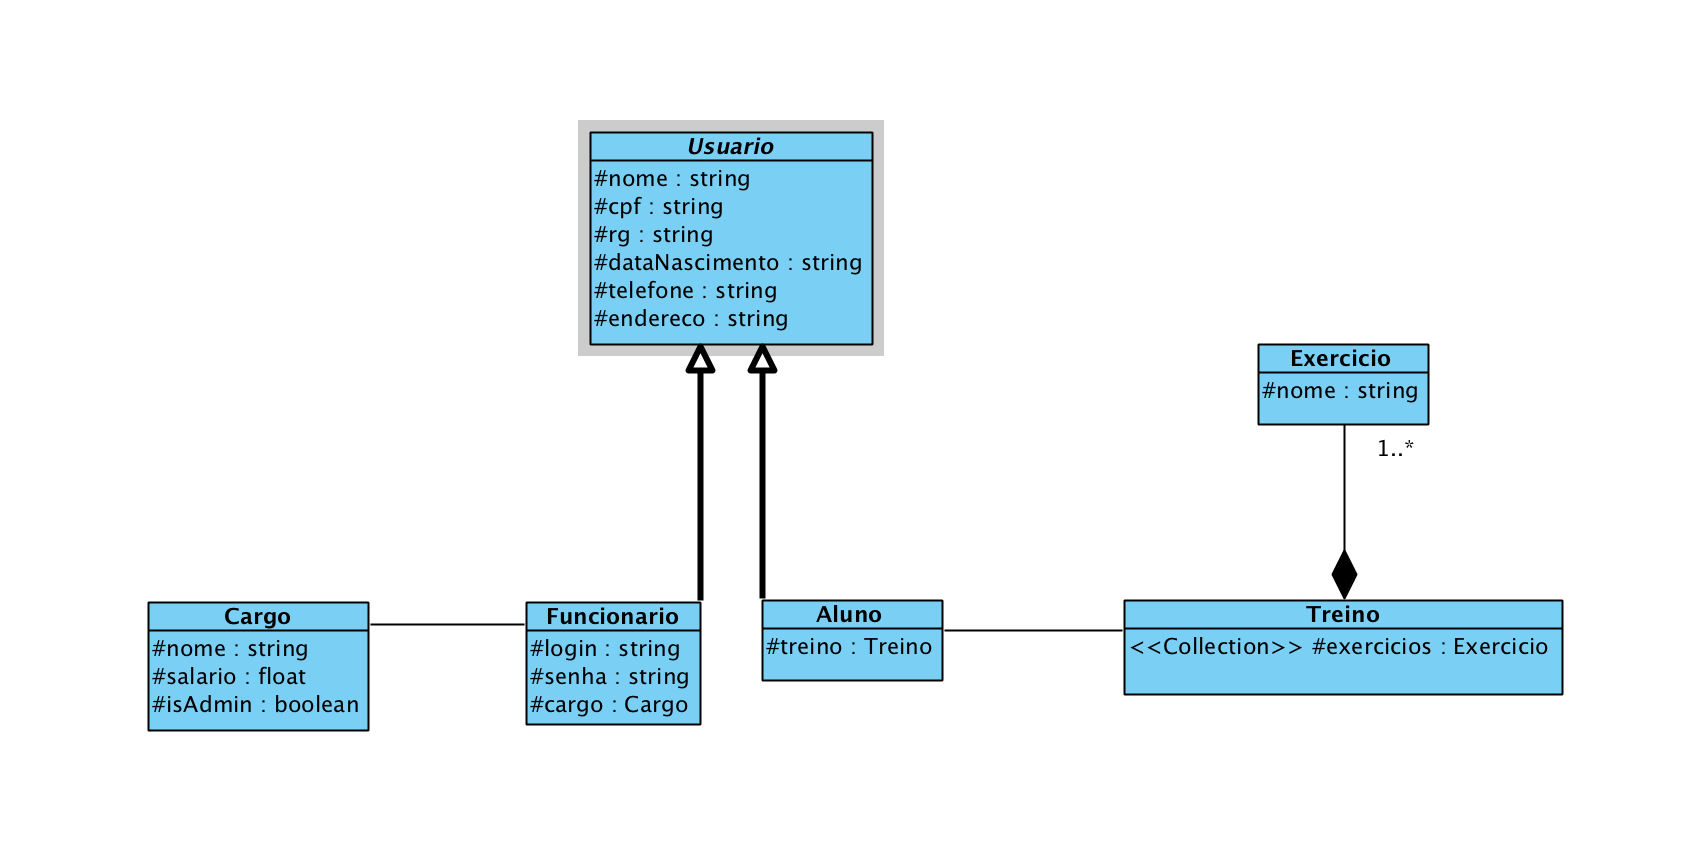 Usuario
#nome : string
#cpf : string
#rg : string
#dataNascimento : string
#telefone : string
#endereco : string
Exercicio
#nome : string
1..*
Cargo
#nome : string
#salario : float
#isAdmin : boolean
Funcionario
#login : string
#senha : string
#cargo : Cargo
Aluno
#treino : Treino
Treino
<<Collection>> #exercicios : Exercicio